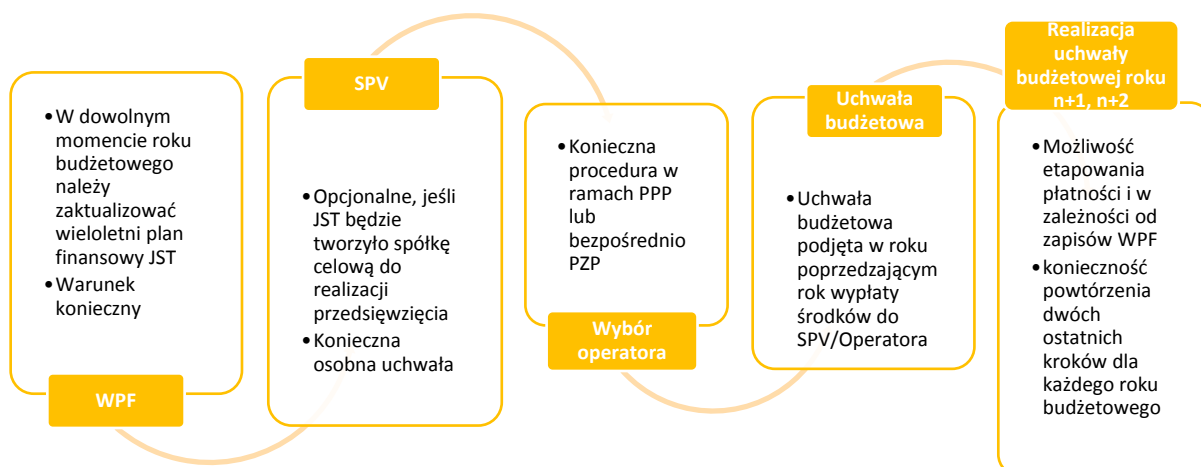 •W dowolnym
momencie roku
budżetowego
należy
zaktualizować
wieloletni plan
finansowy JST
•Warunek
konieczny
WPF
SPV
•Opcjonalne, jeśli
JST będzie
tworzyło spółkę
celową do
realizacji
przedsięwzięcia
•Konieczna
osobna uchwała
•Konieczna
procedura w
ramach PPP
lub
bezpośrednio
PZP
Wybór
operatora
Uchwała
budżetowa
•Uchwała
budżetowa
podjęta w roku
poprzedzającym
rok wypłaty
środków do
SPV/Operatora
Realizacja
uchwały
budżetowej roku
n+1, n+2
•Możliwość
etapowania
płatności i w
zależności od
zapisów WPF
•konieczność
powtórzenia
dwóch
ostatnich
kroków dla
każdego roku
budżetowego